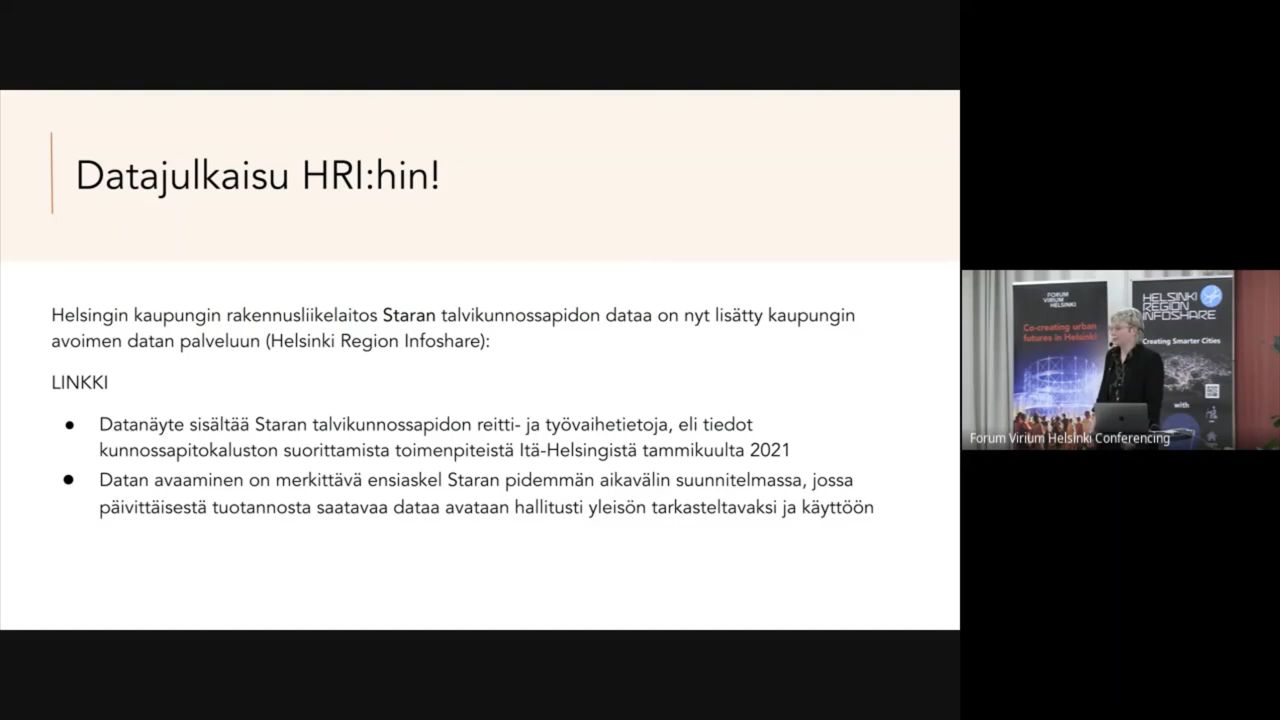 Datajulkaisu HRI:hin!
Helsingin kaupungin rakennusliikelaitos Staran talvikunnossapidon dataa on nyt lisätty kaupungin
avoimen datan palveluun (Helsinki Region Infoshare):
LINKKI
● Datanäyte sisältää Staran talvikunnossapidon reitti- ja työvaihetietoja, eli tiedot
kunnossapitokaluston suorittamista toimenpiteistä Itä-Helsingistä tammikuulta 2021
● Datan avaaminen on merkittävä ensiaskel Staran pidemmän aikavälin suunnitelmassa, jossa
päivittäisestä tuotannosta saatavaa dataa avataan hallitusti yleisön tarkasteltavaksi ja käyttöön
FORUM
VIRIUM
HELSINKI
Co-creating urban
futures in Helsinki
HELSINKI
REGION
INFOSHARE
Creating Smarter Cities
with
Forum Virium Helsinki Conferencing